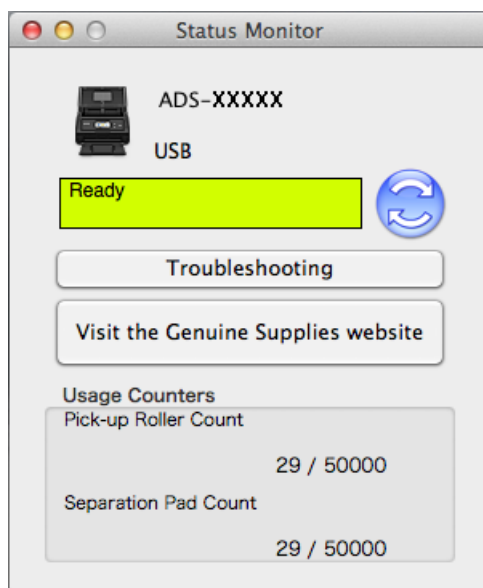 Status Monitor
ADS-XXXXX
USB
Ready
Troubleshooting
Visit the Genuine Supplies website
Usage Counters
Pick-up Roller Count
29 / 50000
Separation Pad Count
29 / 50000